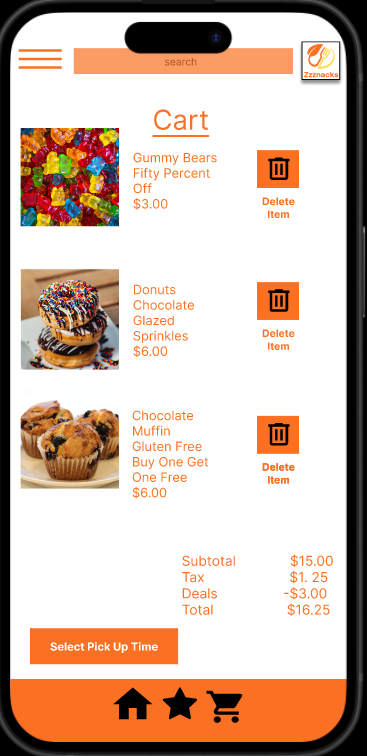 search
Zzznacks
Cart
Gummy Bears
Fifty Percent
Off
$3.00
Delete
Item
Donuts
Chocolate
Glazed
Sprinkles
$6.00
Delete
Item
Chocolate
Muffin
Gluten Free
Buy One Get
One Free
$6.00
Delete
Item
Subtotal $15.00
Tax $1. 25
Deals -$3.00
Total $16.25
Select Pick Up Time